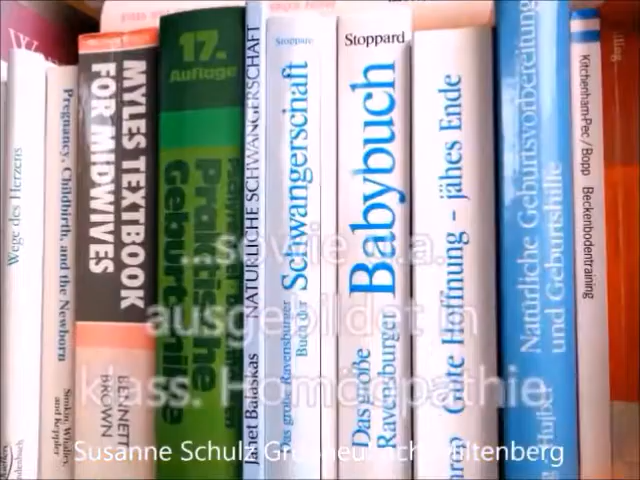 Wege des Herzens
Pregnancy, Childbirth, and the Newborn
Simkin, Whalley,
and Keppler
MYLES TEXTBOOK
FOR MIDWIVES
BENNETT
BROWN
17.
Auflage
Praktische
Geburtshilfe
Janet Balaskas NATÜRLICHE SCHWANGERSCHAFT
Stoppard
Das große Ravensburger
Buch der Schwangerschaft
Stoppard
Das große
Ravensburger Babybuch
Gute Hoffnung - jähes Ende
Natürliche Geburtsvorbereitung
und Geburtshilfe
Kitchenham-Pec / Bopp Beckenbodentraining
...sowie u.a.
ausgebildet in
klass. Homöopathie
Susanne Schulz
Miltenberg